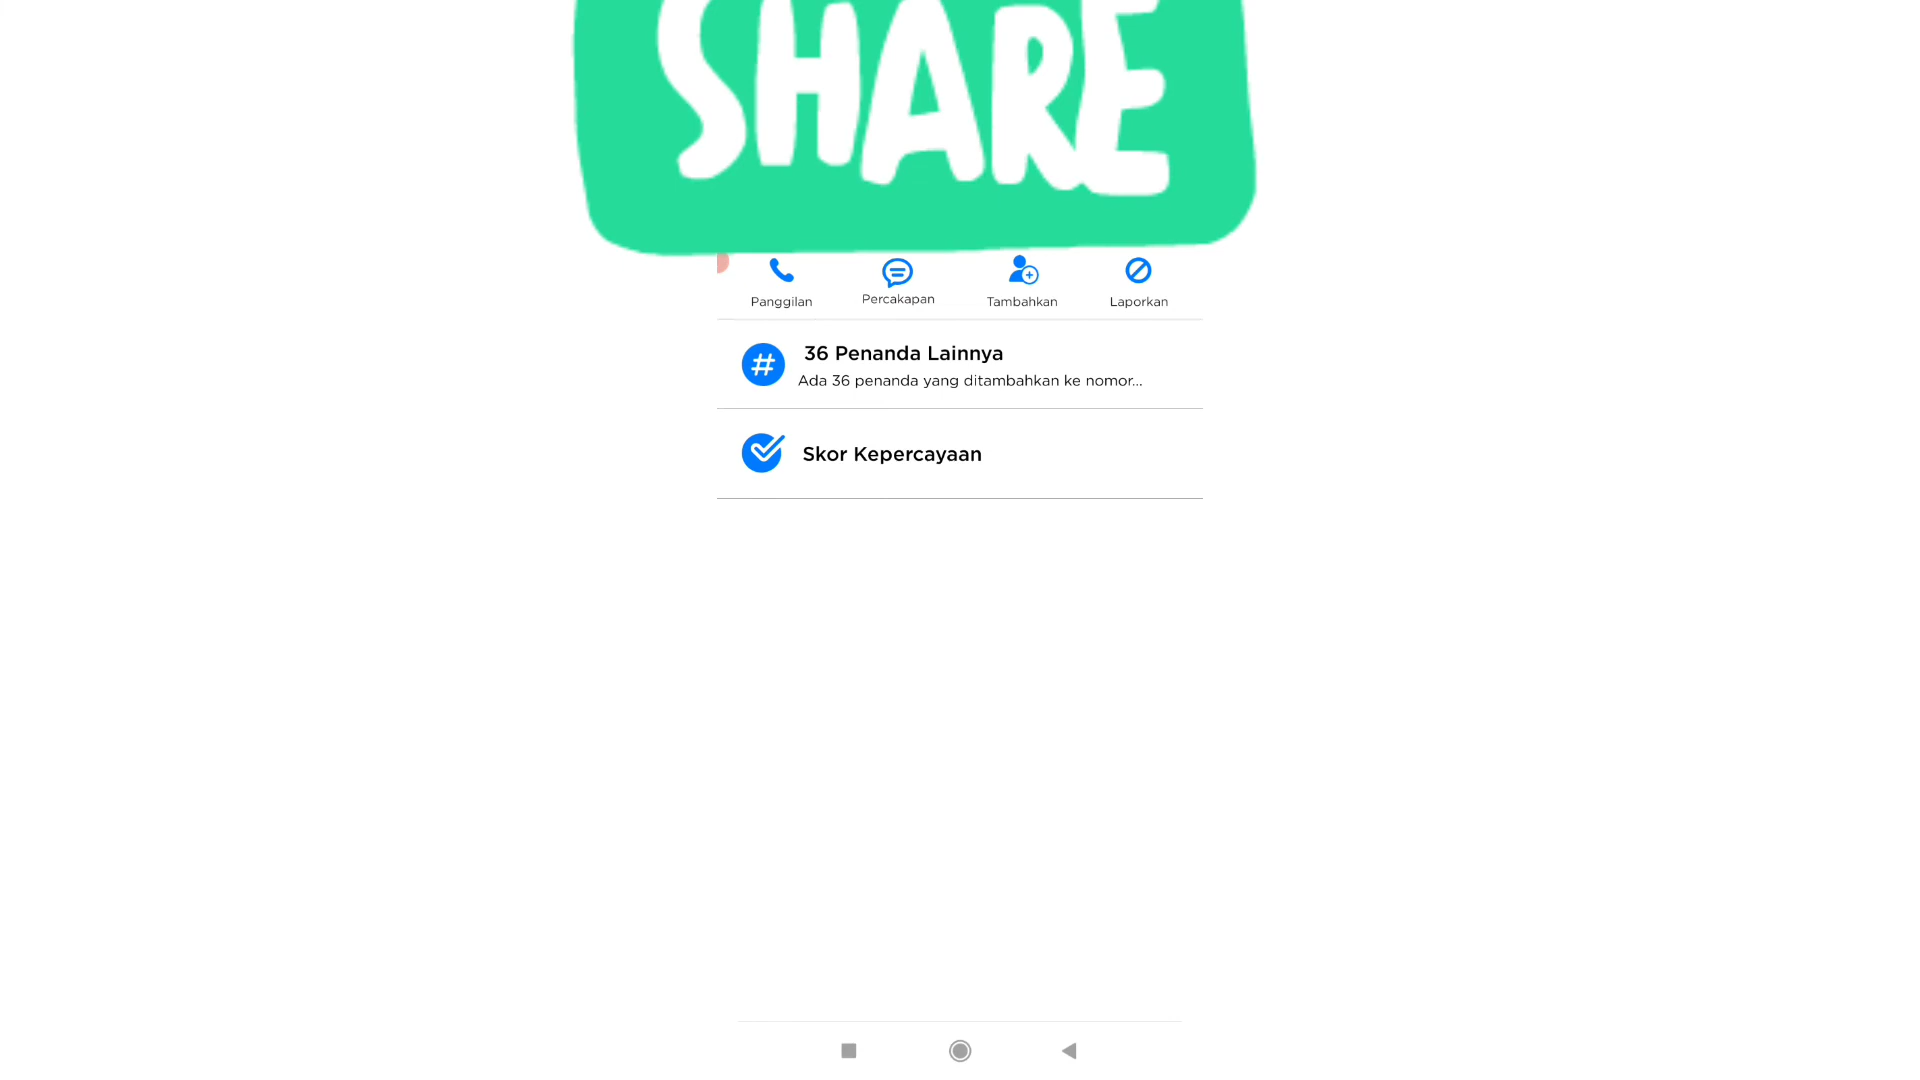 SHARE
Panggilan
Percakapan
Tambahkan
Laporkan
36 Penanda Lainnya
Ada 36 penanda yang ditambahkan ke nomor...
Skor Kepercayaan